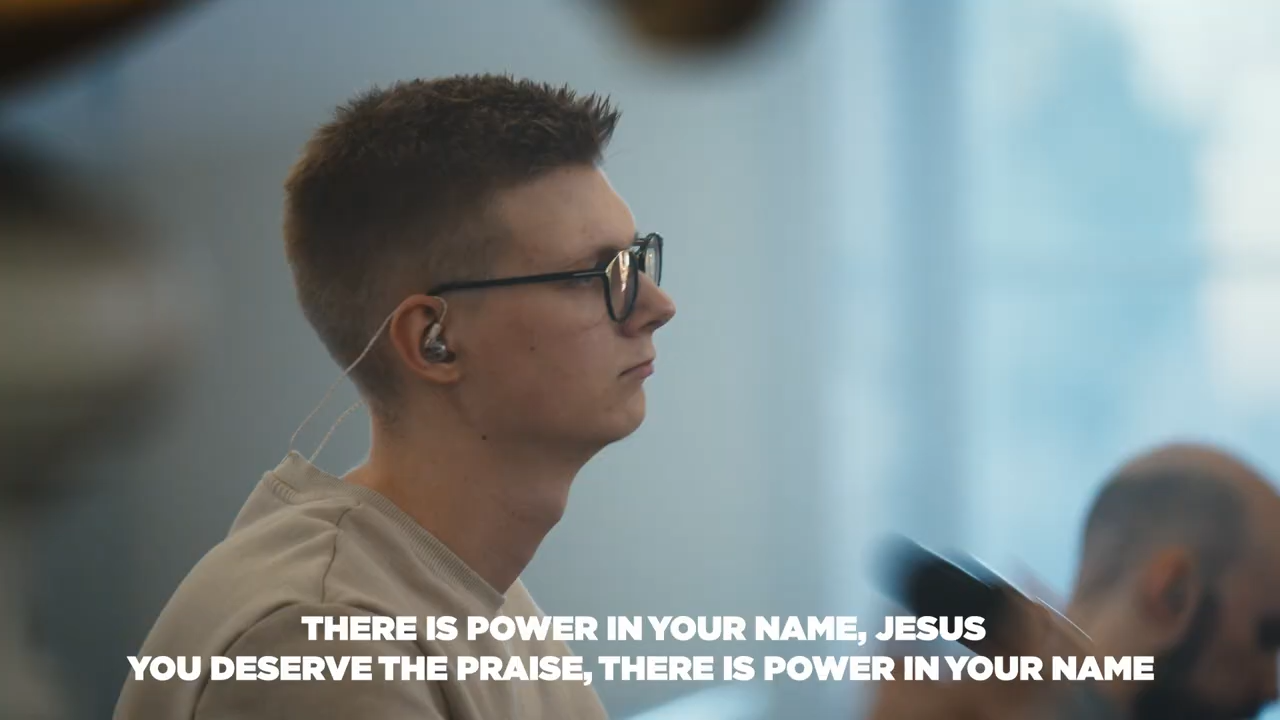 THERE IS POWER IN YOUR NAME, JESUS
YOU DESERVE THE PRAISE, THERE IS POWER IN YOUR NAME